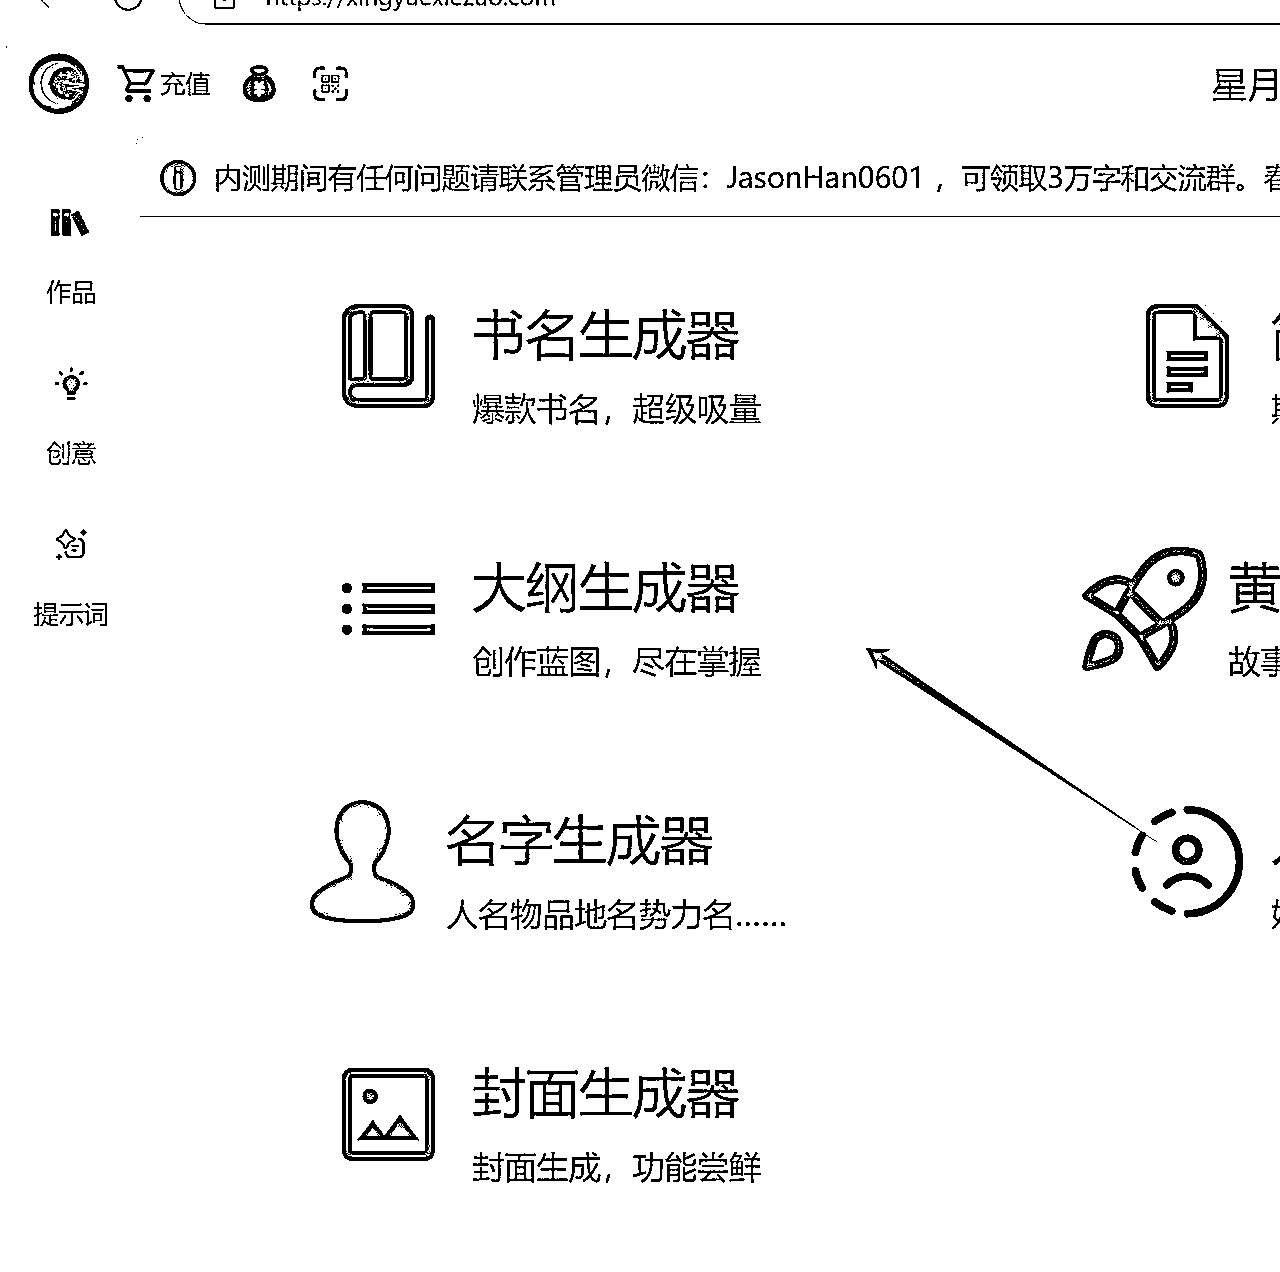 https://xingyuexiezuo.com
充值
星月
内测期间有任何问题请联系管理员微信：JasonHan0601 ，可领取3万字和交流群。
作品
创意
提示词
书名生成器
爆款书名，超级吸量
大纲生成器
创作蓝图，尽在掌握
黄
故事
名字生成器
人名物品地名势力名......
封面生成器
封面生成，功能尝鲜